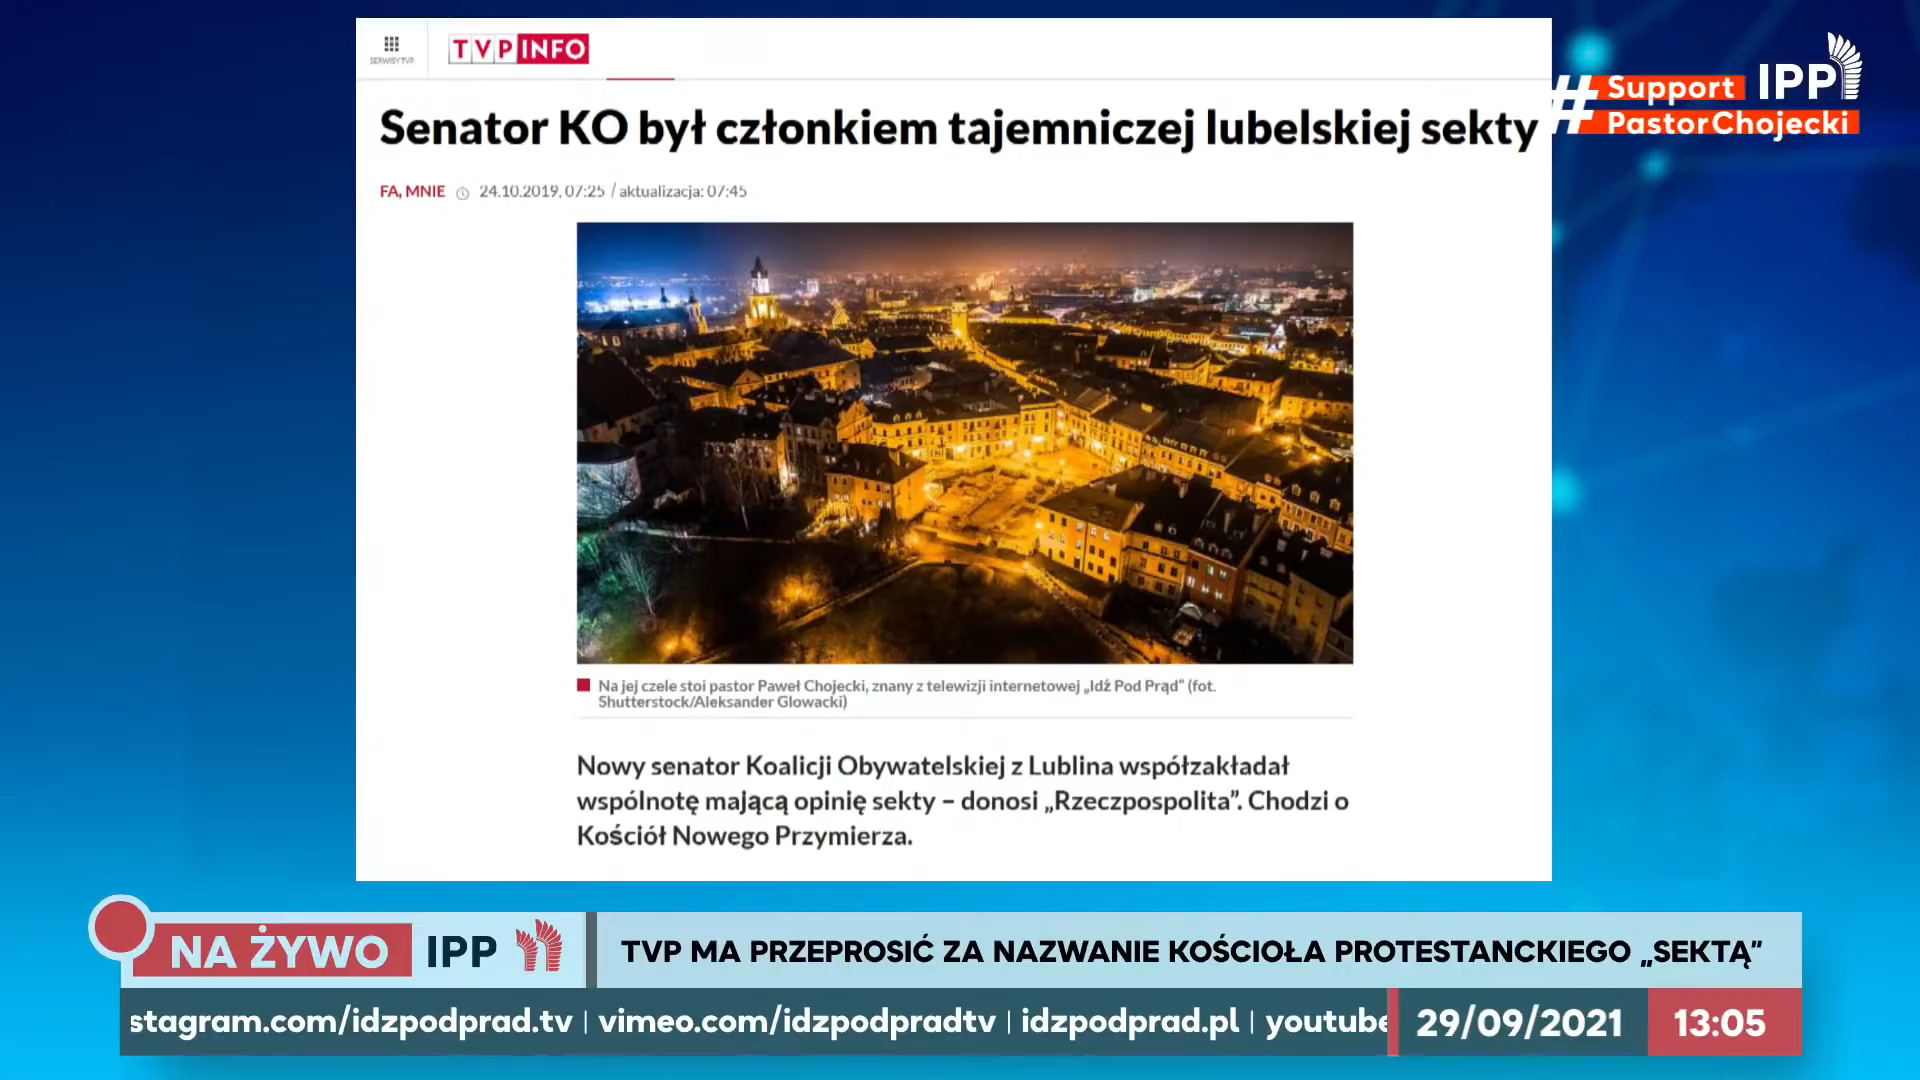 SERWISY TVP
TVP INFO
Senator KO był członkiem tajemniczej lubelskiej sekty
FA, MNIE 24.10.2019, 07:25 / aktualizacja: 07:45
Na jej czele stoi pastor Paweł Chojecki, znany z telewizji internetowej „Idź Pod Prąd” (fot.
Shutterstock/Aleksander Glowacki)
Nowy senator Koalicji Obywatelskiej z Lublina współzakładał
wspólnotę mającą opinię sekty – donosi „Rzeczpospolita”. Chodzi o
Kościół Nowego Przymierza.
# Support IPP
PastorChojecki
NA ŻYWO IPP
TVP MA PRZEPROSIĆ ZA NAZWANIE KOŚCIOŁA PROTESTANCKIEGO „SEKTĄ”
stagram.com/idzpodprad.tv | vimeo.com/idzpodpradtv | idzpodprad.pl | youtube
29/09/2021 13:05